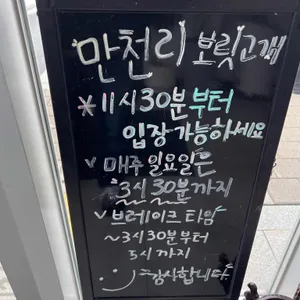 만천리 보릿고개
* 11시 30분 부터
입장 가능하세요
v 매주 일요일은
3시 30분 까지
v 브레이크 타임
~ 3시 30분 부터
5시 까지
감사합니다.